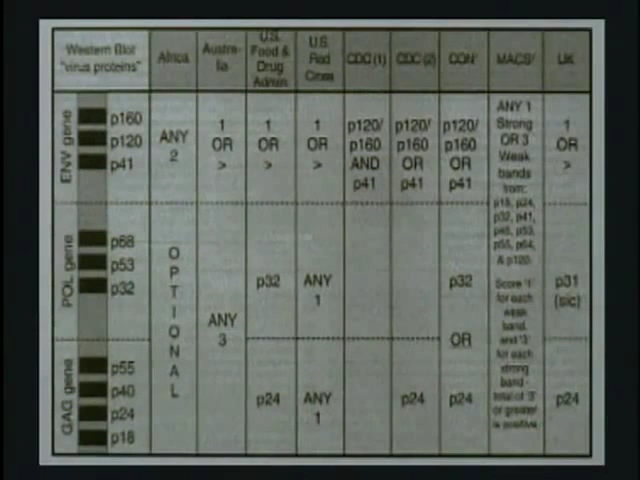 Western Blot
"virus proteins"
Africa
Austra-
lia
U.S.
Food &
Drug
Admin
U.S.
Red
Cross
CDC (1)
CDC (2)
CON
MACS
UK
ENV gene
p160
p120
p41
ANY
2
1
OR
>
1
OR
>
1
OR
>
p120/
p160
AND
p41
p120/
p160
OR
p41
p120/
p160
OR
p41
ANY 1
Strong
OR 3
Weak
bands
from:
p18, p24,
p32, p41,
p45, p53,
p55, p64,
& p120.
Score '1'
for each
weak
band,
and '3'
for each
strong
band -
total of '3'
or greater
is positive
1
OR
>
POL gene
p68
p53
p32
OPTIONAL
ANY
3
p32
ANY
1
p32
OR
p31
(sic)
GAG gene
p55
p40
p24
p18
p24
ANY
1
p24
p24
p24